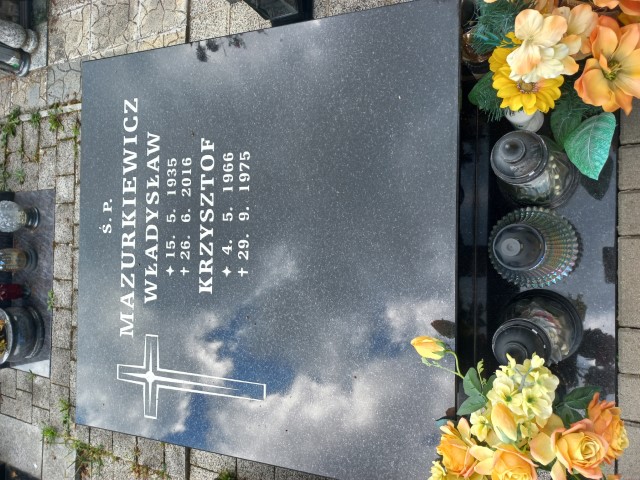 Ś. P.
MAZURKIEWICZ
WŁADYSŁAW
✦ 15. 5. 1935
✝ 26. 6. 2016
KRZYSZTOF
✦ 4. 5. 1966
✝ 29. 9. 1975